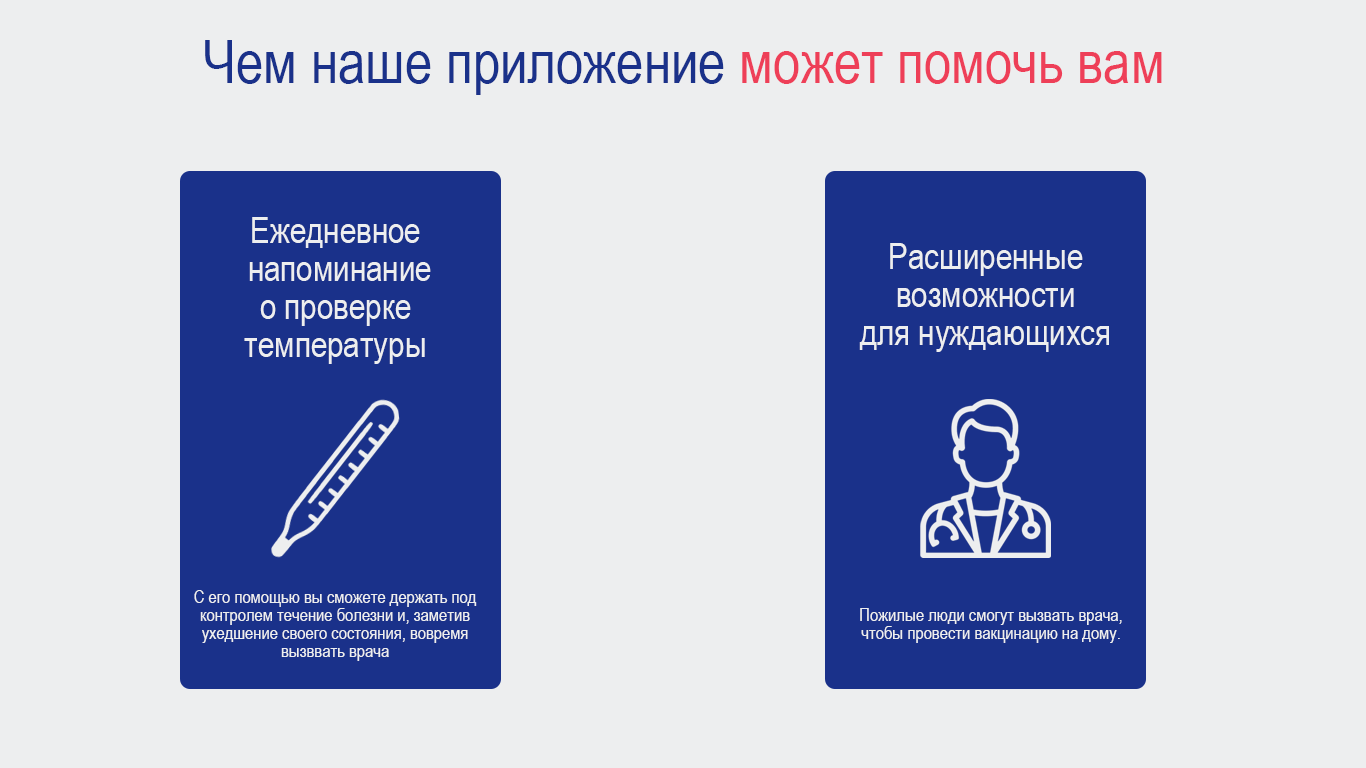 Чем наше приложение может помочь вам
Ежедневное
напоминание
о проверке
температуры
С его помощью вы сможете держать под
контролем течение болезни и, заметив
ухедшение своего состояния, вовремя
вызввать врача
Расширенные
возможности
для нуждающихся
Пожилые люди смогут вызвать врача,
чтобы провести вакцинацию на дому.